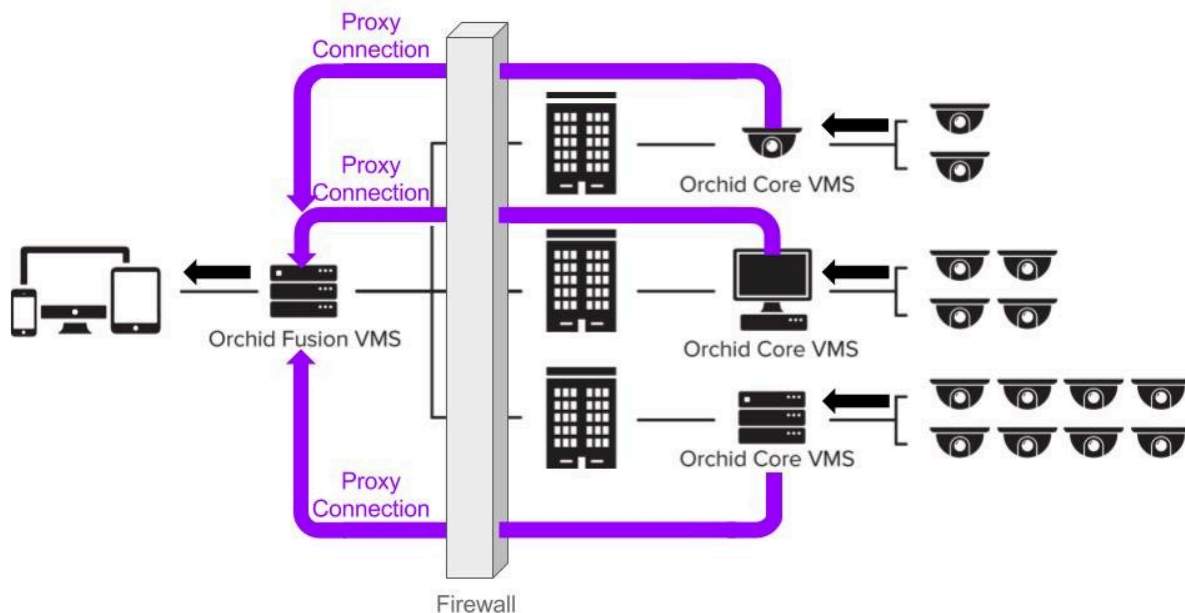 Proxy
Connection
Orchid Core VMS
Proxy
Connection
Orchid Fusion VMS
Orchid Core VMS
Orchid Core VMS
Proxy
Connection
Firewall